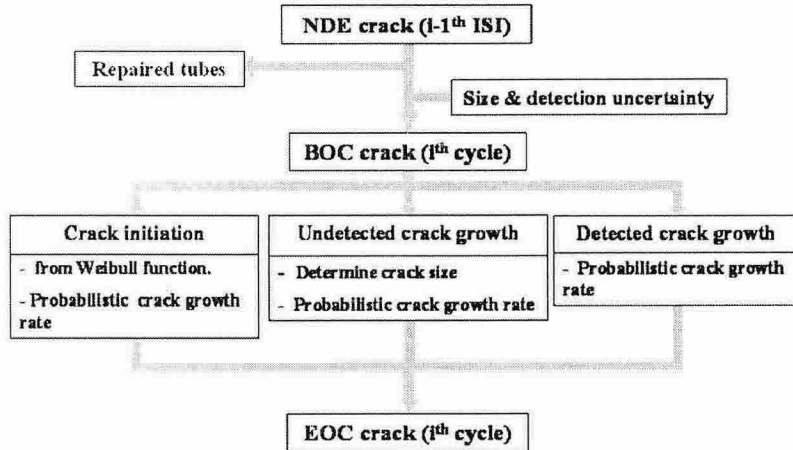 NDE crack (i-1th ISI)
Repaired tubes
Size & detection uncertainty
BOC crack (ith cycle)
Crack initiation
- from Weibull function.
- Probabilistic crack growth
rate
Undetected crack growth
- Determine crack size
- Probabilistic crack growth rate
Detected crack growth
- Probabilistic crack growth
rate
EOC crack (ith cycle)